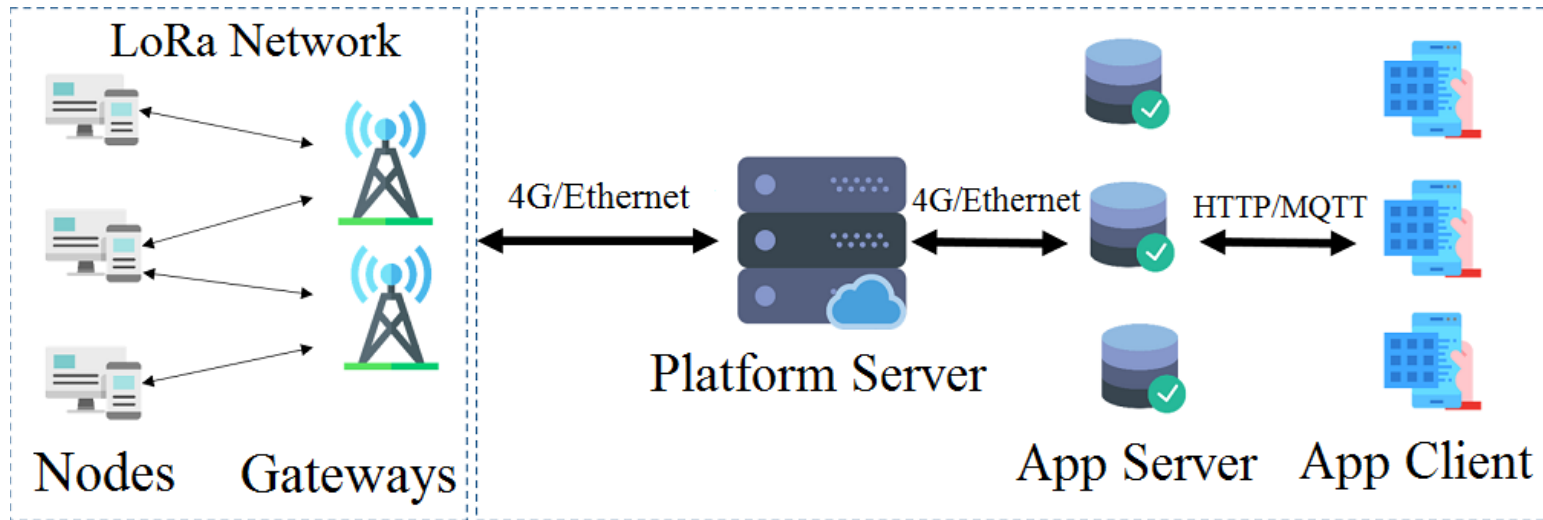 LoRa Network
4G/Ethernet
4G/Ethernet
HTTP/MQTT
Platform Server
Nodes
Gateways
App Server
App Client